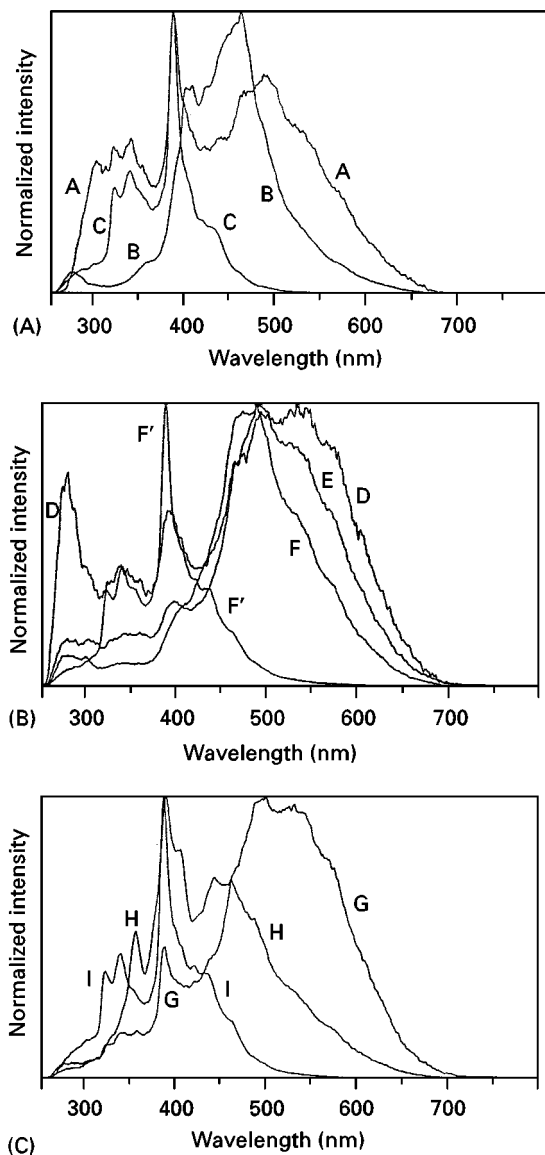 Normalized intensity
A
C
B
A
B
C
300 400 500 600 700
(A)
Wavelength (nm)
Normalized intensity
F'
D
E
D
F
F'
300 400 500 600 700
(B)
Wavelength (nm)
Normalized intensity
H
I
G
G
H
I
300 400 500 600 700
Wavelength (nm)
(C)